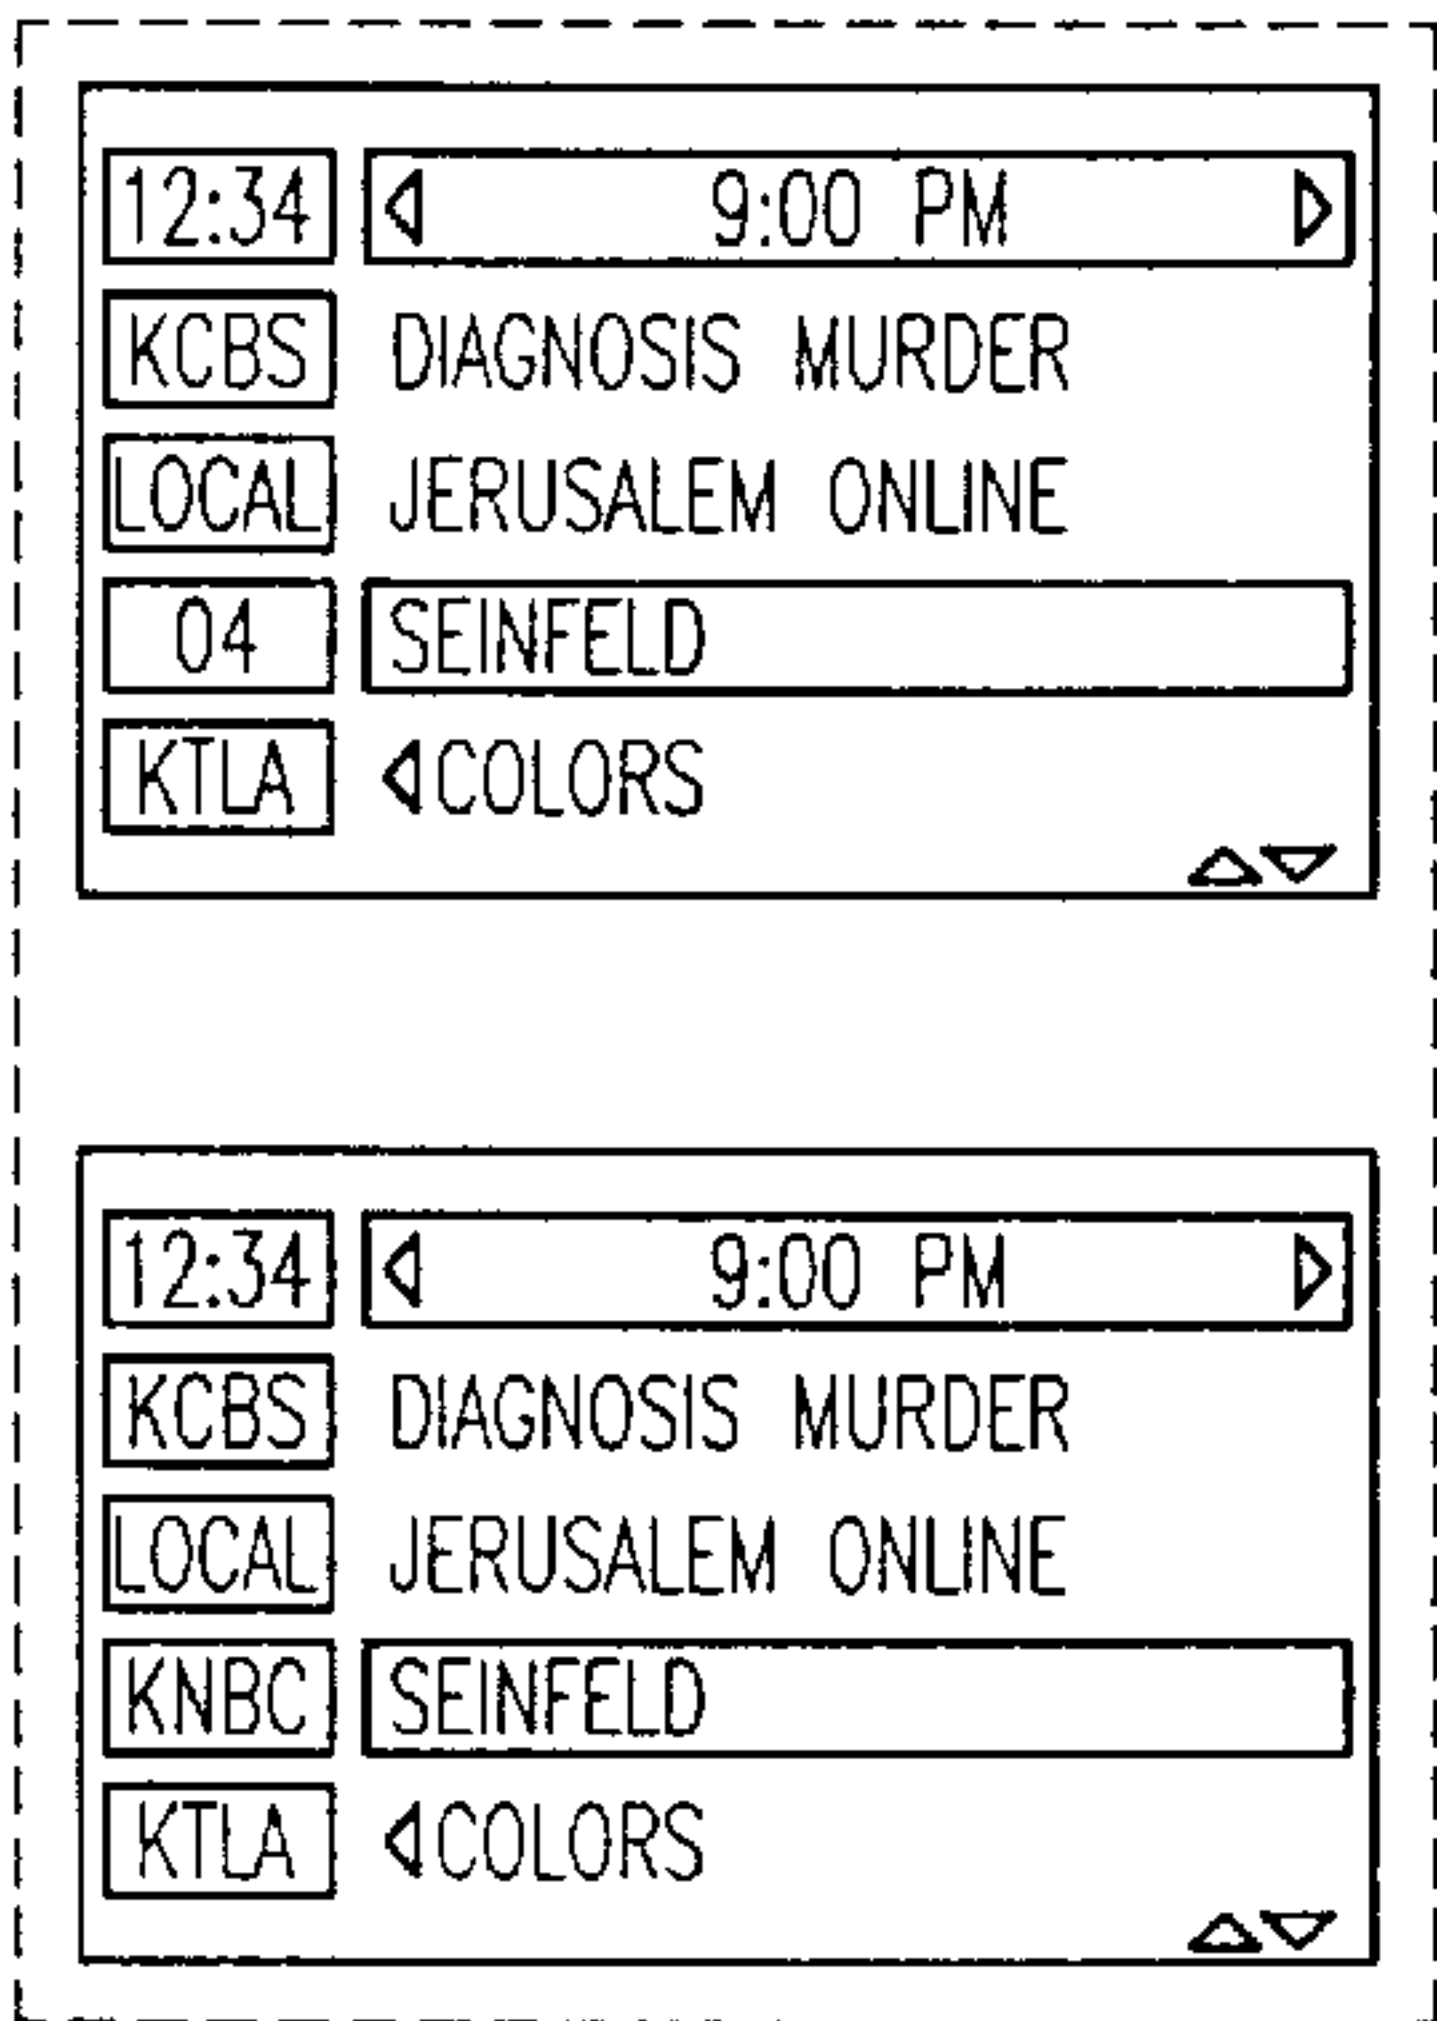 12:34 9:00 PM
KCBS DIAGNOSIS MURDER
LOCAL JERUSALEM ONLINE
04 SEINFELD
KTLA COLORS
12:34 9:00 PM
KCBS DIAGNOSIS MURDER
LOCAL JERUSALEM ONLINE
KNBC SEINFELD
KTLA COLORS